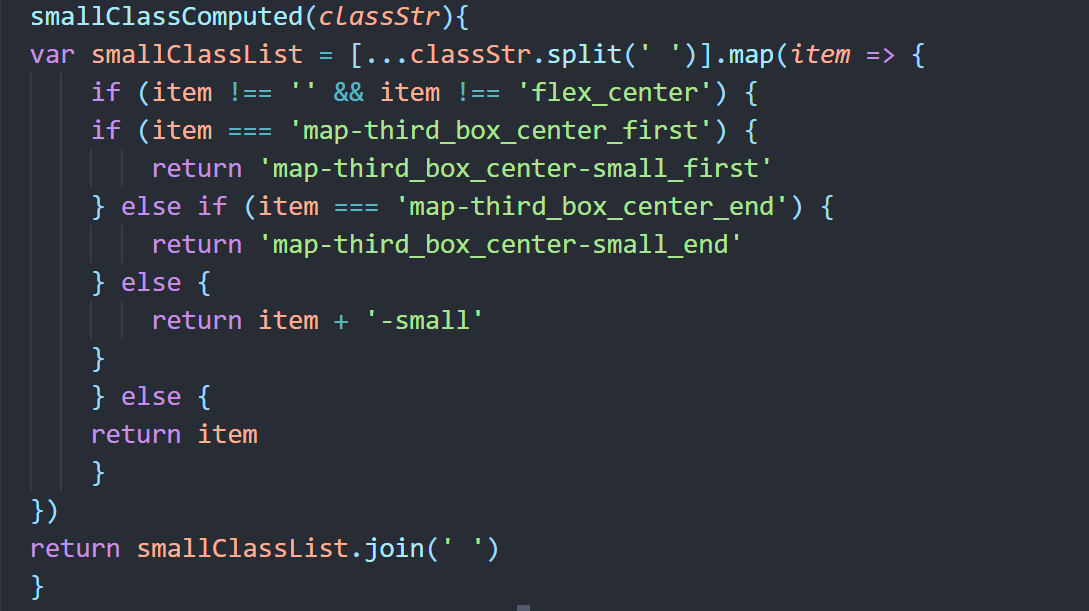 smallClassComputed(classStr){
var smallClassList = [...classStr.split(' ')].map(item => {
if (item !== '' && item !== 'flex_center') {
if (item === 'map-third_box_center_first') {
return 'map-third_box_center-small_first'
} else if (item === 'map-third_box_center_end') {
return 'map-third_box_center-small_end'
} else {
return item + '-small'
}
} else {
return item
}
})
return smallClassList.join(' ')
}